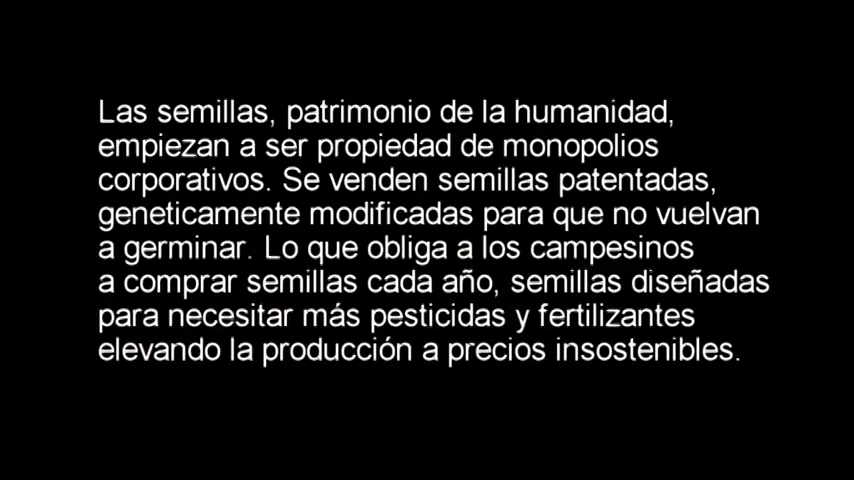 Las semillas, patrimonio de la humanidad,
empiezan a ser propiedad de monopolios
corporativos. Se venden semillas patentadas,
geneticamente modificadas para que no vuelvan
a germinar. Lo que obliga a los campesinos
a comprar semillas cada año, semillas diseñadas
para necesitar más pesticidas y fertilizantes
elevando la producción a precios insostenibles.